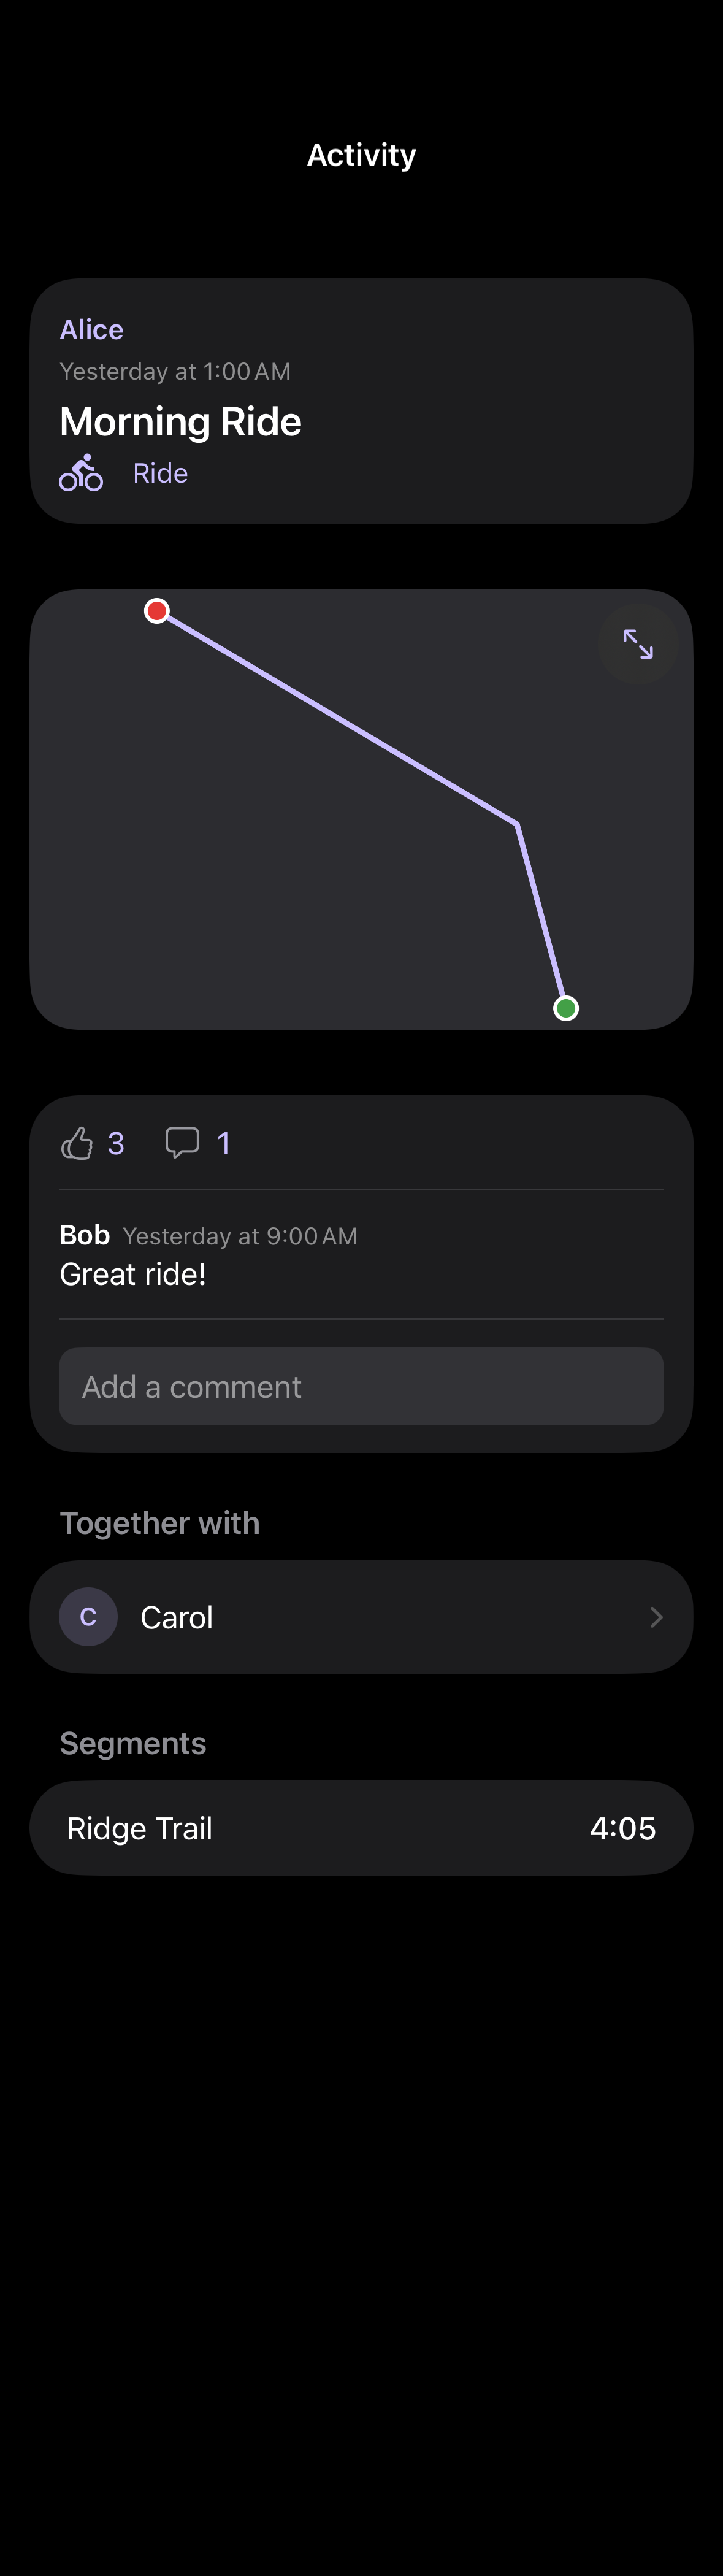 Activity
Alice
Yesterday at 1:00 AM
Morning Ride
Ride
3 1
Bob Yesterday at 9:00 AM
Great ride!
Add a comment
Together with
C Carol
Segments
Ridge Trail 4:05